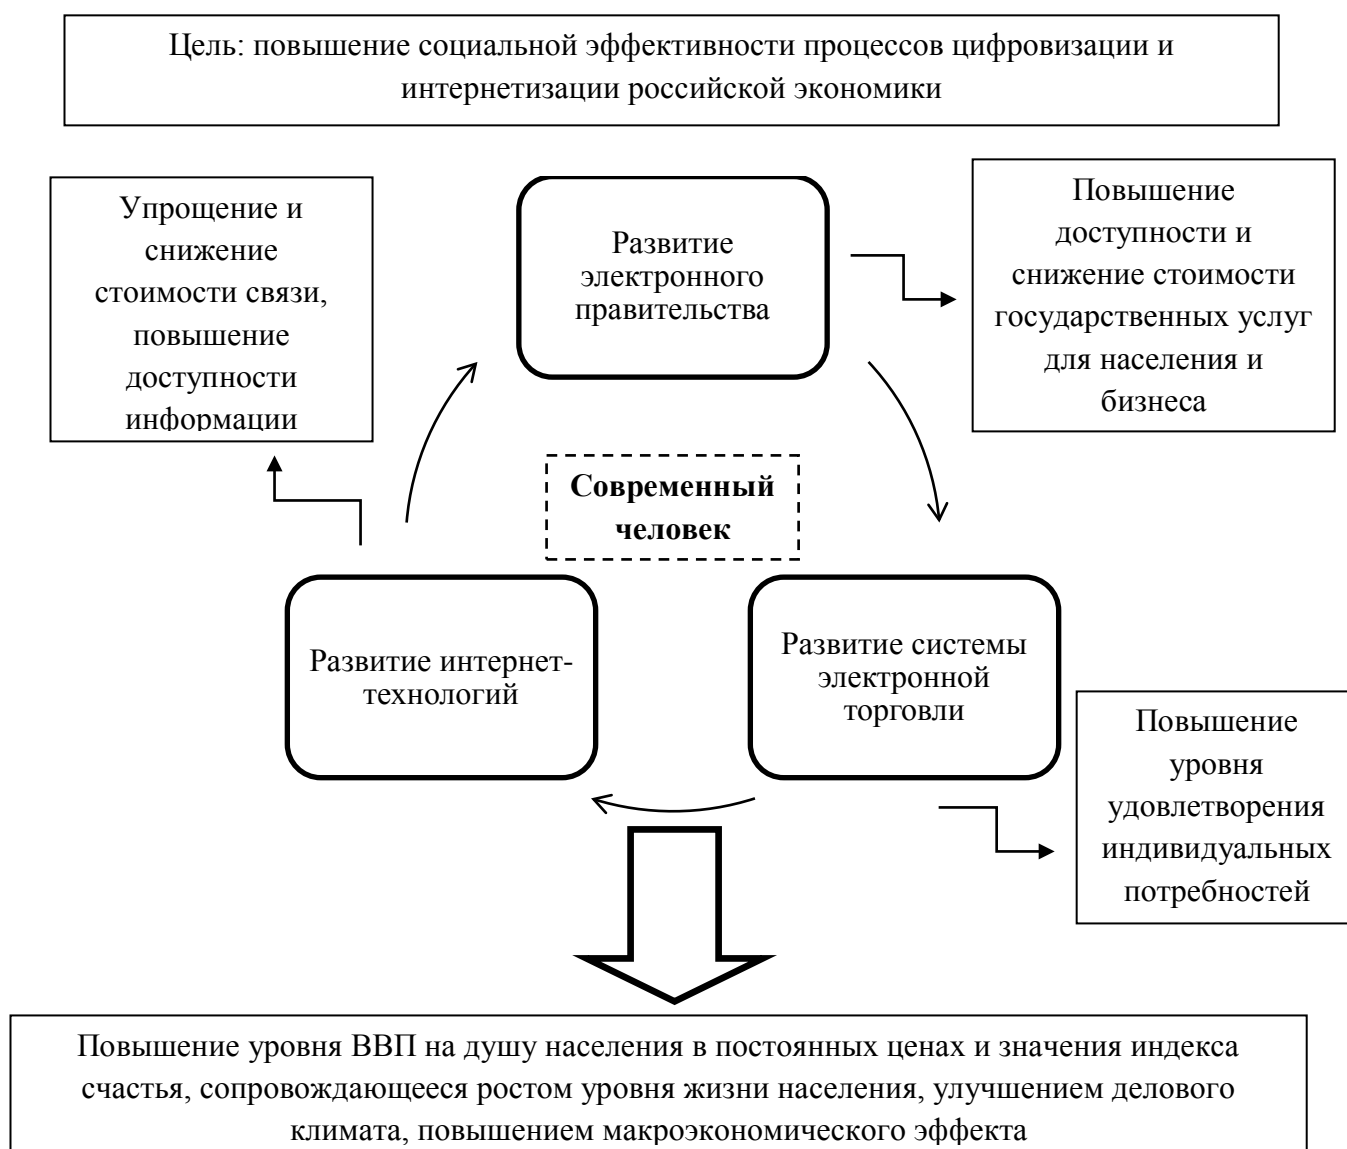 Цель: повышение социальной эффективности процессов цифровизации и
интернетизации российской экономики
Упрощение и
снижение
стоимости связи,
повышение
доступности
информации
Развитие
электронного
правительства
Повышение
доступности и
снижение стоимости
государственных услуг
для населения и
бизнеса
Современный
человек
Развитие интернет-
технологий
Развитие системы
электронной
торговли
Повышение
уровня
удовлетворения
индивидуальных
потребностей
Повышение уровня ВВП на душу населения в постоянных ценах и значения индекса
счастья, сопровождающееся ростом уровня жизни населения, улучшением делового
климата, повышением макроэкономического эффекта